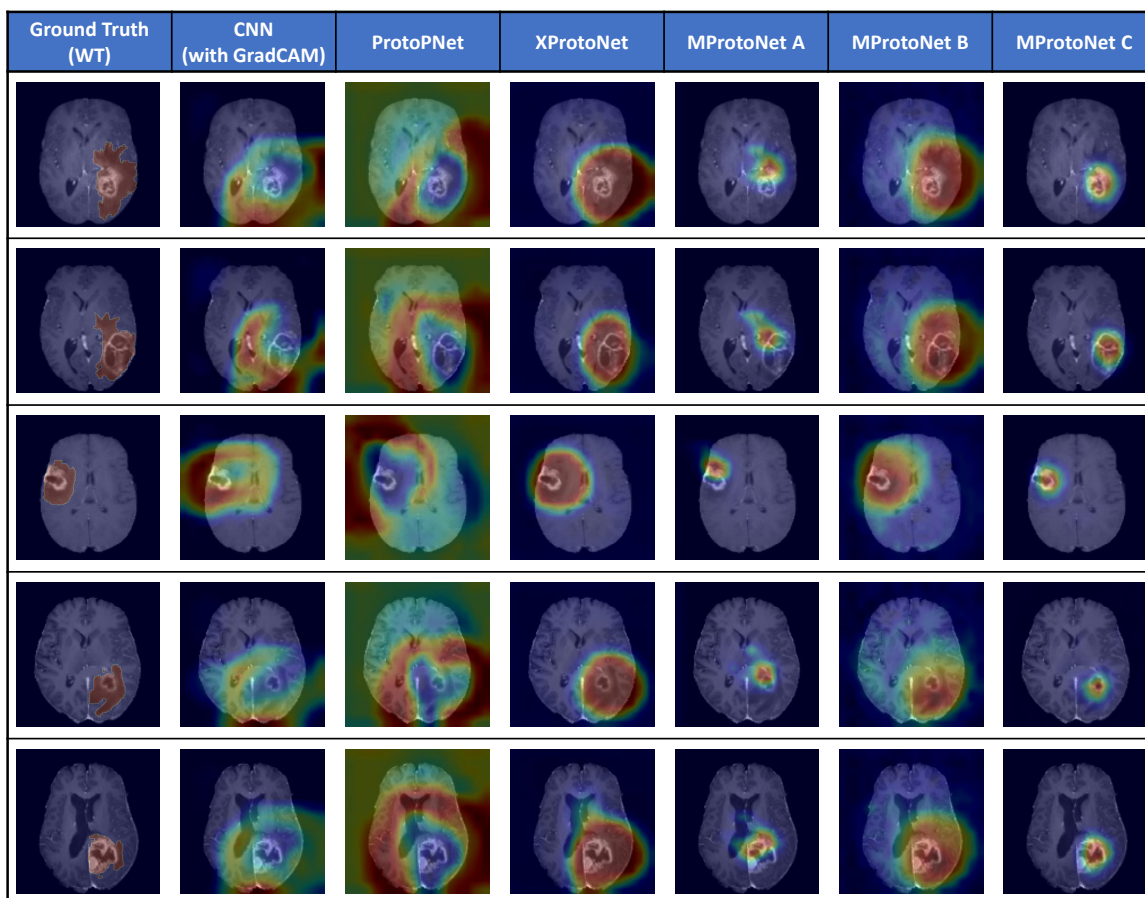 Ground Truth
(WT)
CNN
(with GradCAM)
ProtoPNet
XProtoNet
MProtoNet A
MProtoNet B
MProtoNet C